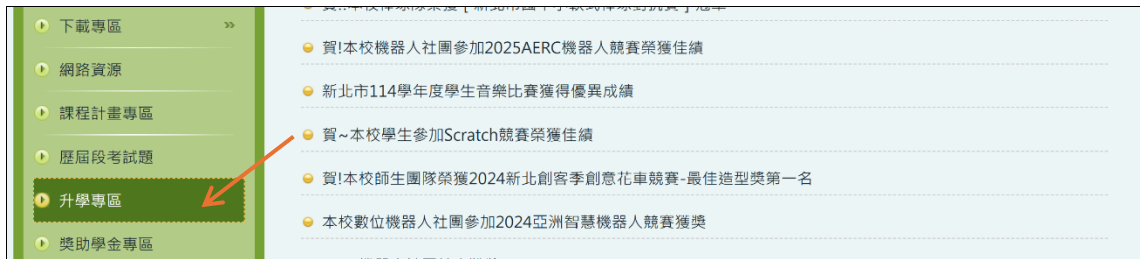 下載專區 »
網路資源
課程計畫專區
歷屆段考試題
升學專區
獎助學金專區
賀!本校機器人社團參加2025AERC機器人競賽榮獲佳績
新北市114學年度學生音樂比賽獲得優異成績
賀~本校學生參加Scratch競賽榮獲佳績
賀!本校師生團隊榮獲2024新北創客季創意花車競賽-最佳造型獎第一名
本校數位機器人社團參加2024亞洲智慧機器人競賽獲獎